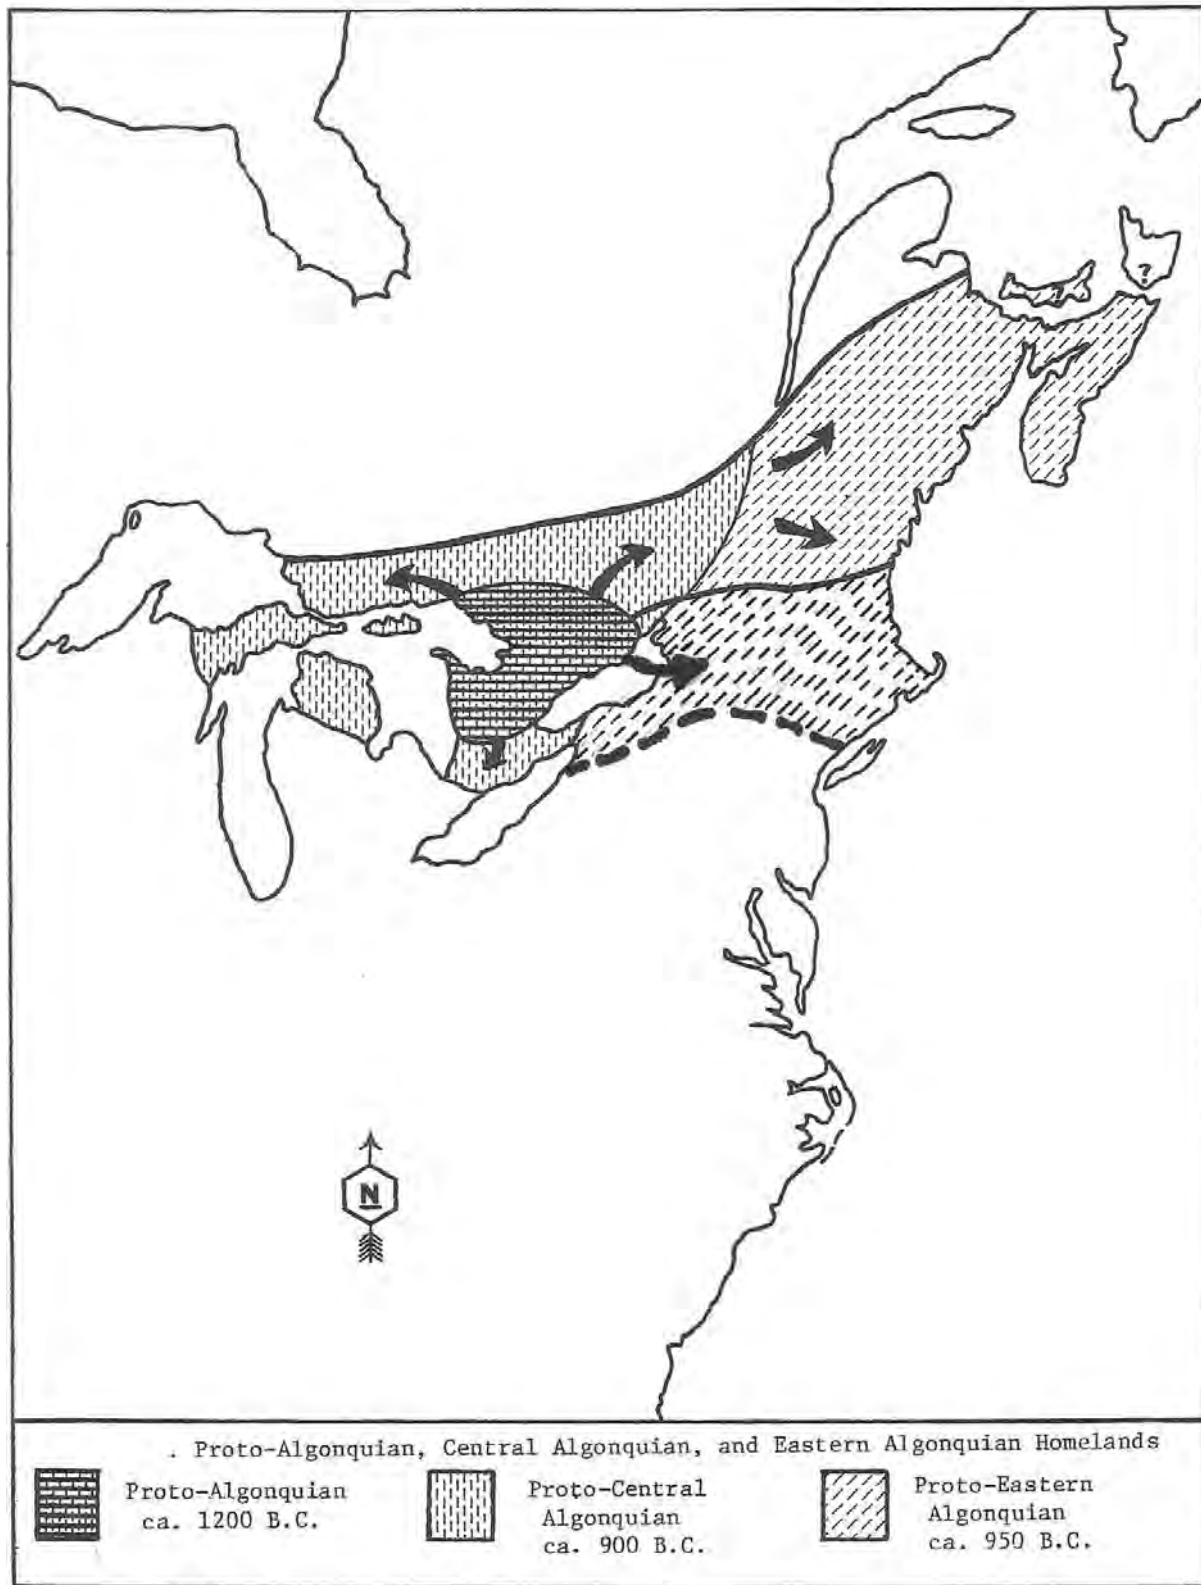 ?
?
N
. Proto-Algonquian, Central Algonquian, and Eastern Algonquian Homelands
Proto-Algonquian
ca. 1200 B.C.
Proto-Central
Algonquian
ca. 900 B.C.
Proto-Eastern
Algonquian
ca. 950 B.C.